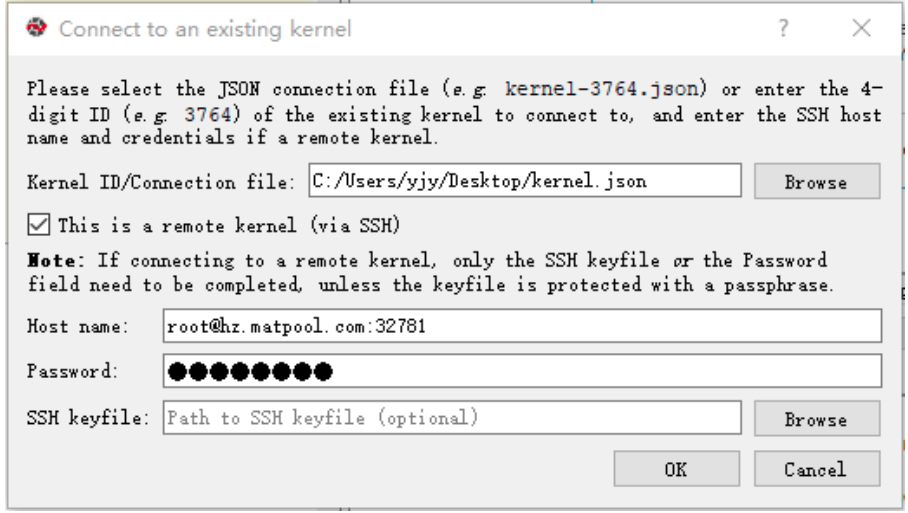 Connect to an existing kernel
Please select the JSON connection file (e.g. kernel-3764.json) or enter the 4-
digit ID (e.g. 3764) of the existing kernel to connect to, and enter the SSH host
name and credentials if a remote kernel.
Kernel ID/Connection file: C:/Users/yjy/Desktop/kernel.json Browse
This is a remote kernel (via SSH)
Note: If connecting to a remote kernel, only the SSH keyfile or the Password
field need to be completed, unless the keyfile is protected with a passphrase.
Host name: root@hz.matpool.com:32781
Password: ●●●●●●●●
SSH keyfile: Path to SSH keyfile (optional) Browse
OK Cancel